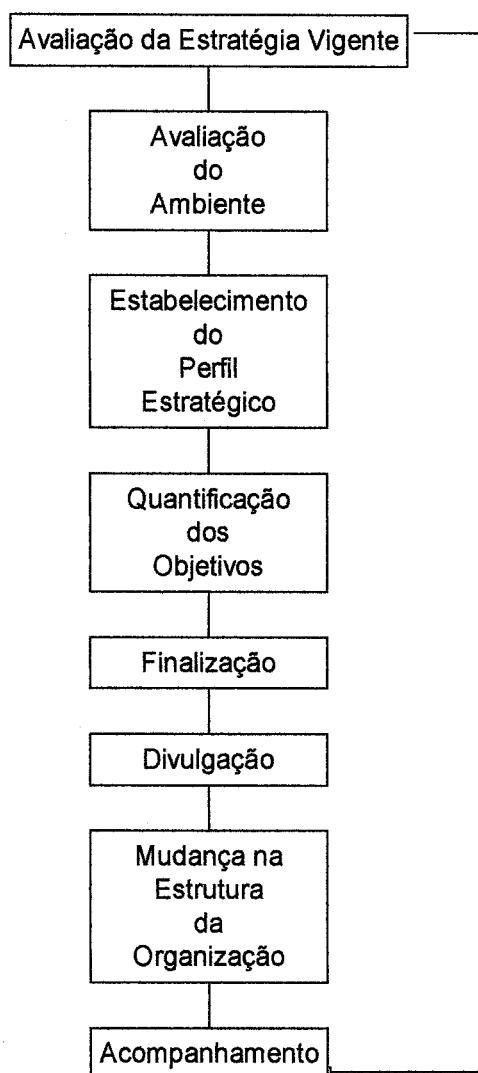 Avaliação da Estratégia Vigente
Avaliação
do
Ambiente
Estabelecimento
do
Perfil
Estratégico
Quantificação
dos
Objetivos
Finalização
Divulgação
Mudança na
Estrutura
da
Organização
Acompanhamento